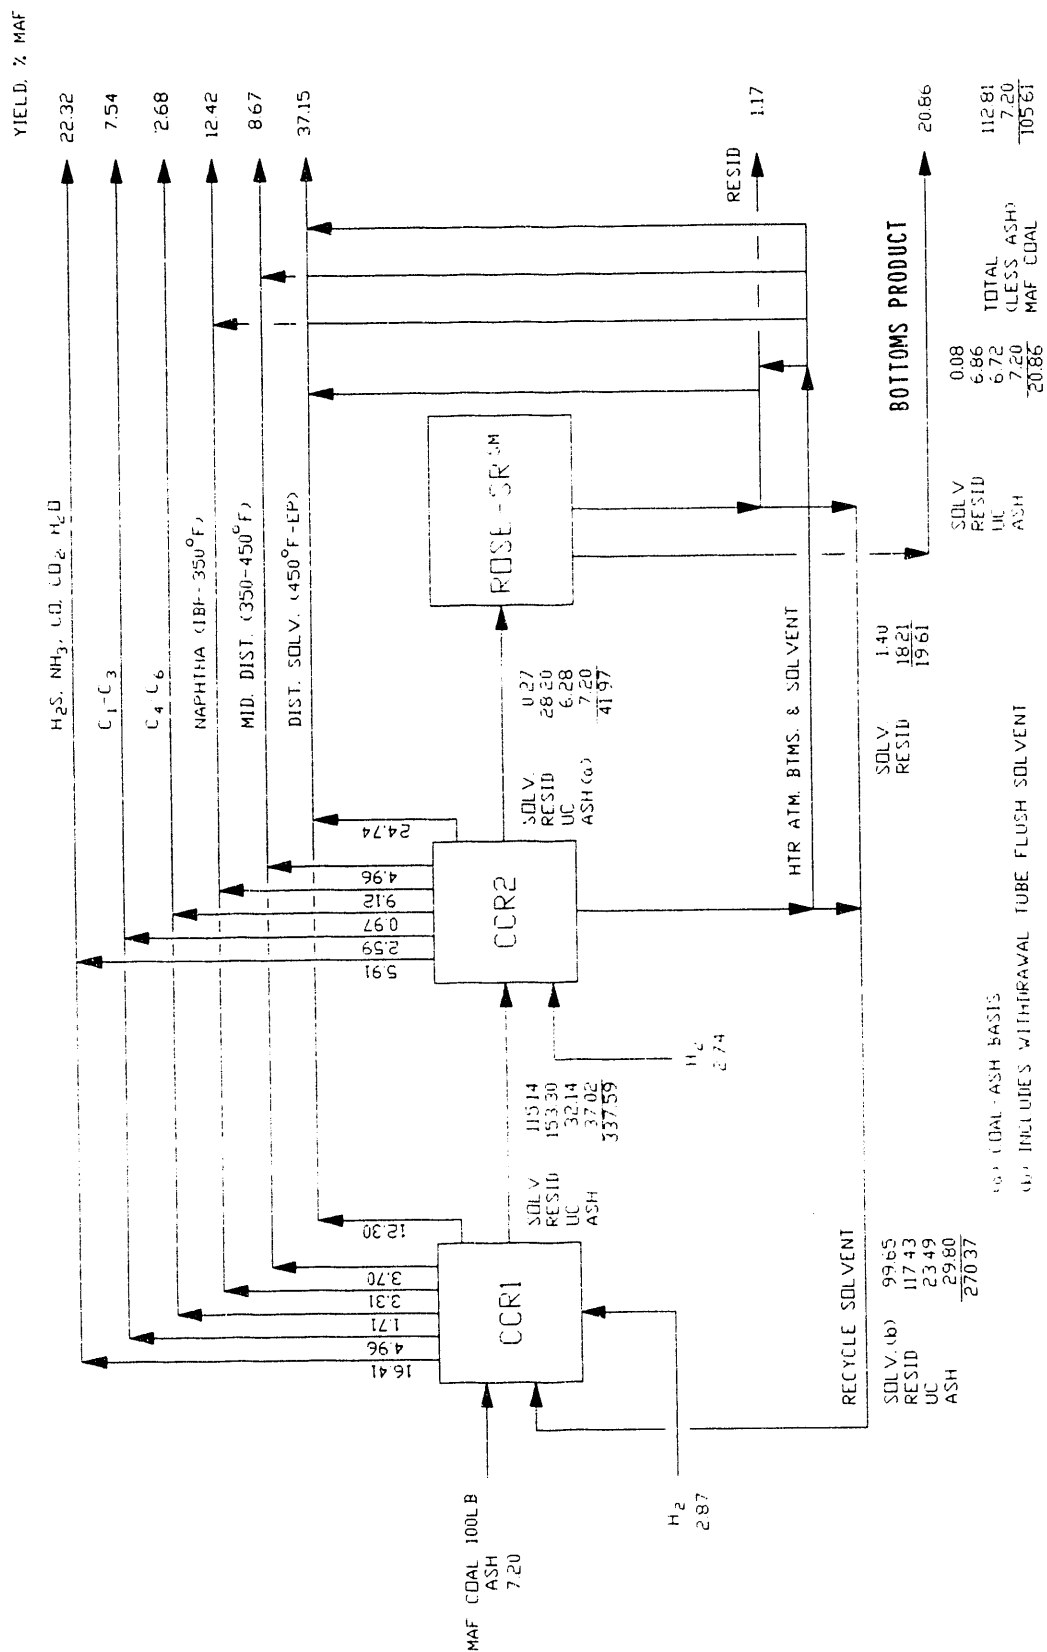 YIELD, % MAF
H₂S, NH₃, CO, CO₂, H₂O 22.32
C₁-C₃ 7.54
C₄-C₆ 2.68
NAPHTHA (IBF-350°F) 12.42
MID. DIST. (350-450°F) 8.67
DIST. SOLV. (450°F-EP) 37.15
16.41
4.96
1.71
3.31
3.70
12.30
5.91
2.59
0.97
9.12
4.96
24.74
MAF COAL 100LB
ASH
7.20
H₂
2.87
CCR1
SOLV 115.14
RESID 153.30
UC 32.14
ASH 37.02
337.59
H₂
2.74
CCR2
SOLV. 0.27
RESID 28.20
UC 6.28
ASH (a) 7.20
41.97
ROSE-SR℠
RESID 1.17
HTR ATM. BTMS. & SOLVENT
BOTTOMS PRODUCT 20.86
RECYCLE SOLVENT
SOLV. (b) 99.65
RESID 117.43
UC 23.49
ASH 29.80
270.37
SOLV. 1.40
RESID 18.21
19.61
SOLV 0.08
RESID 6.86
UC 6.72
ASH 7.20
20.86
TOTAL 112.81
(LESS ASH) 7.20
MAF COAL 105.61
(a) COAL-ASH BASIS
(b) INCLUDES WITHDRAWAL TUBE FLUSH SOLVENT